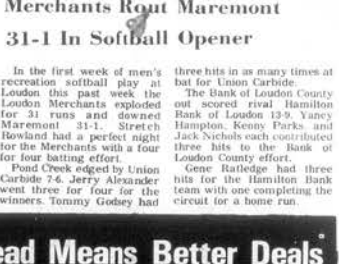 Merchants Rout Maremont
31-1 In Softball Opener
In the first week of men's
recreation softball play at
Loudon this past week the
Loudon Merchants exploded
for 31 runs and downed
Maremont 31-1. Stretch
Rowland had a perfect night
for the Merchants with a four
for four batting effort.
Pond Creek edged by Union
Carbide 7-6. Jerry Alexander
went three for four for the
winners. Tommy Godsey had
three hits in as many times at
bat for Union Carbide.
The Bank of Loudon County
out scored rival Hamilton
Bank of Loudon 13-9. Yancy
Hampton, Kenny Parks and
Jack Nichols each contributed
three hits to the Bank of
Loudon County effort.
Gene Ratledge had three
hits for the Hamilton Bank
team with one completing the
circuit for a home run.
ead Means Better Deals